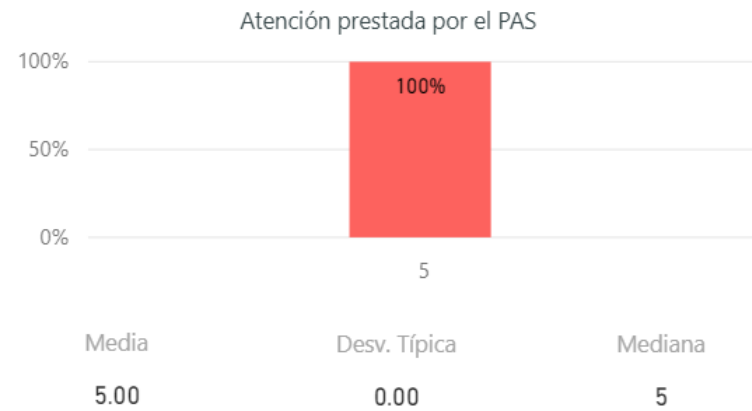 Atención prestada por el PAS
100%
100%
50%
0%
5
Media Desv. Típica Mediana
5.00 0.00 5